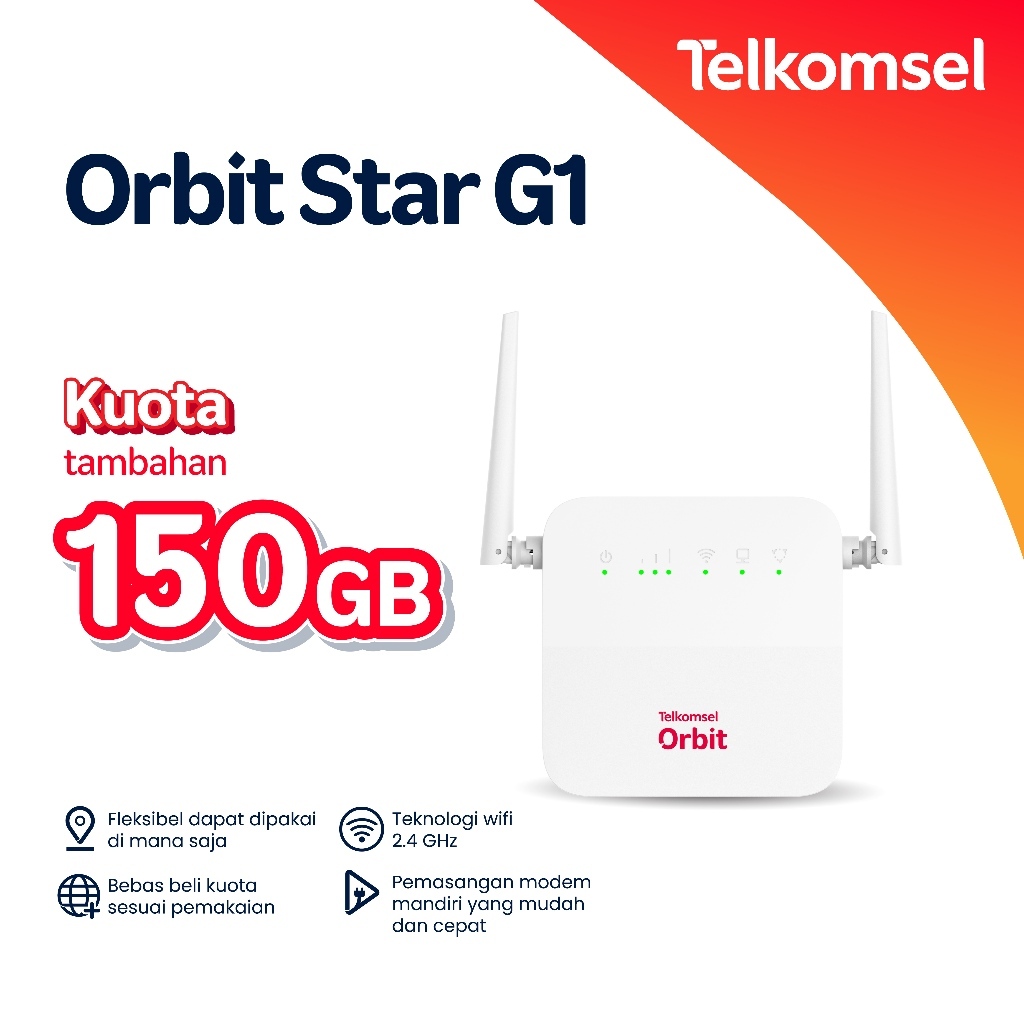 Telkomsel
Orbit Star G1
Kuota
tambahan
150GB
Telkomsel
Orbit
Fleksibel dapat dipakai
di mana saja
Teknologi wifi
2.4 GHz
Bebas beli kuota
sesuai pemakaian
Pemasangan modem
mandiri yang mudah
dan cepat